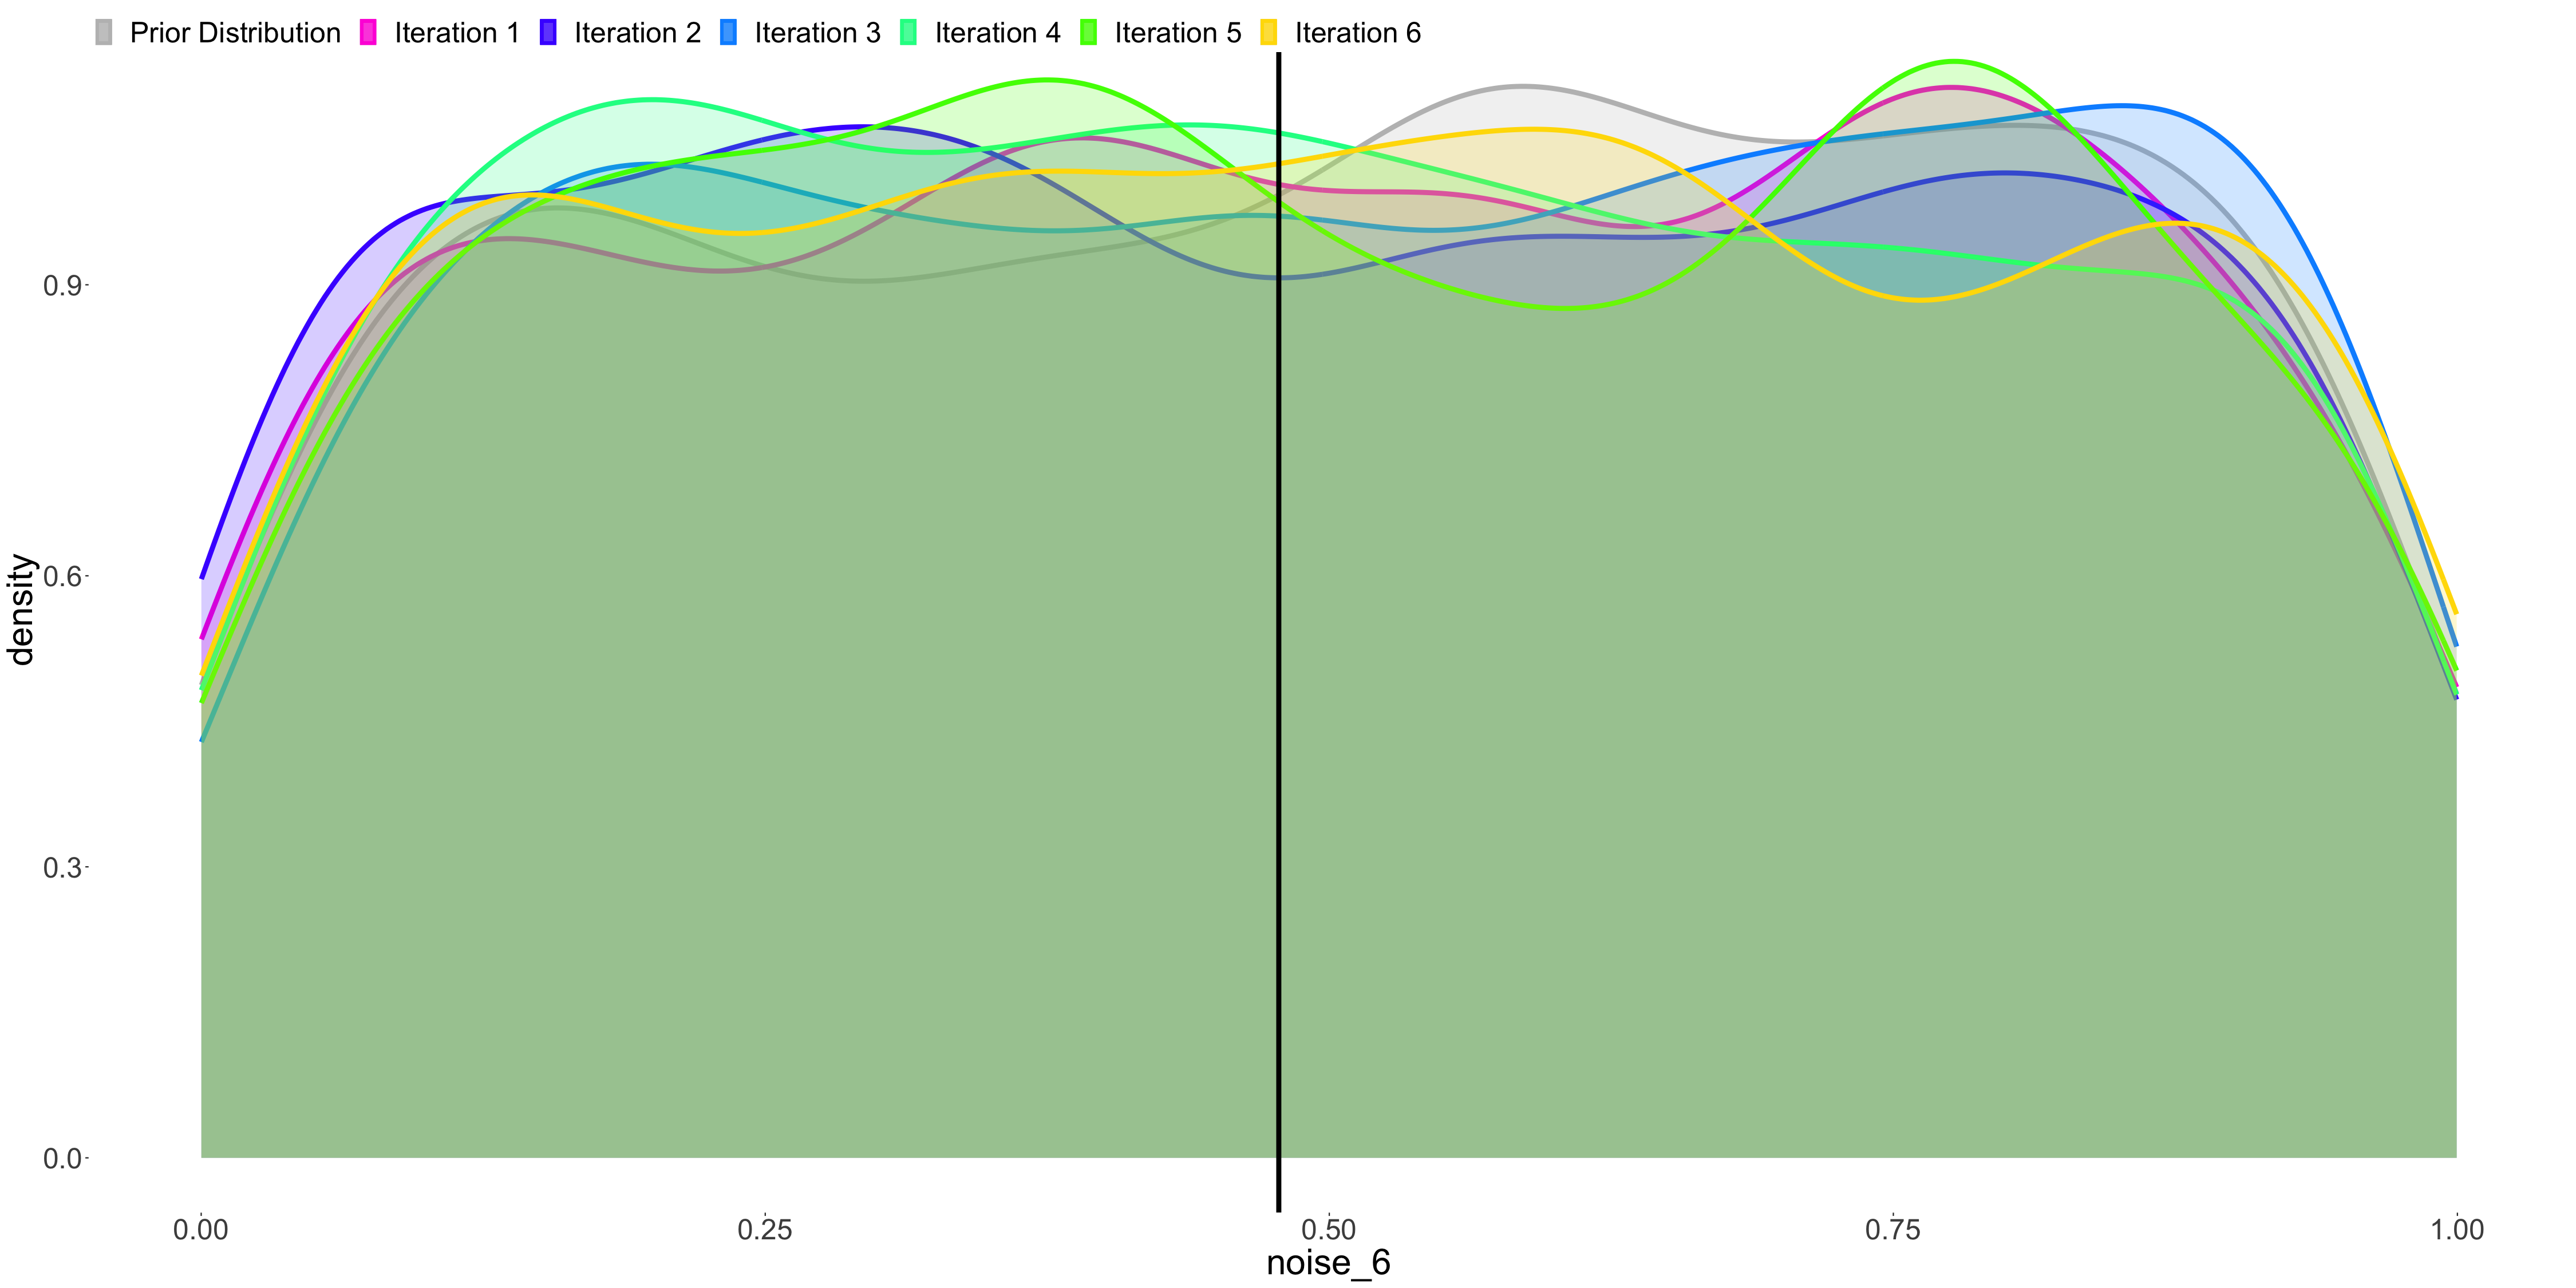 Prior Distribution Iteration 1 Iteration 2 Iteration 3 Iteration 4 Iteration 5 Iteration 6
density
0.9
0.6
0.3
0.0
0.00 0.25 0.50 0.75 1.00
noise_6